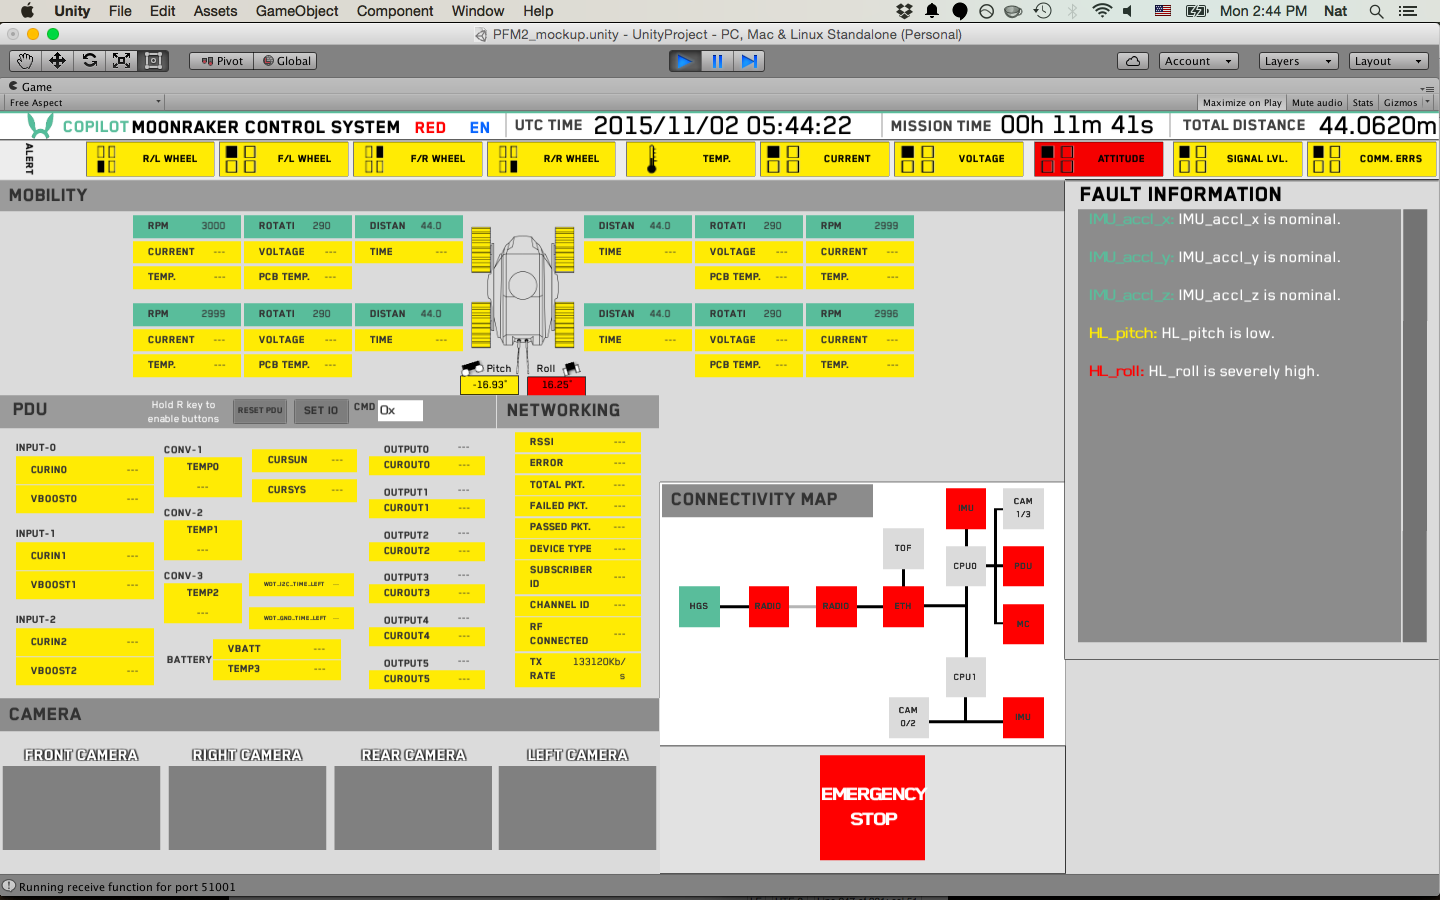 Unity File Edit Assets GameObject Component Window Help Mon 2:44 PM Nat
PFM2_mockup.unity - UnityProject - PC, Mac & Linux Standalone (Personal)
Pivot Global Account Layers Layout
Game
Free Aspect Maximize on Play Mute audio Stats Gizmos
COPILOT MOONRAKER CONTROL SYSTEM RED EN UTC TIME 2015/11/02 05:44:22 MISSION TIME 00h 11m 41s TOTAL DISTANCE 44.0620m
ALERT
R/L WHEEL F/L WHEEL F/R WHEEL R/R WHEEL TEMP. CURRENT VOLTAGE ATTITUDE SIGNAL LVL. COMM. ERRS
MOBILITY
RPM 3000 ROTATI 290 DISTAN 44.0 DISTAN 44.0 ROTATI 290 RPM 2999
CURRENT --- VOLTAGE --- TIME --- TIME --- VOLTAGE --- CURRENT ---
TEMP. --- PCB TEMP. --- PCB TEMP. --- TEMP. ---
RPM 2999 ROTATI 290 DISTAN 44.0 DISTAN 44.0 ROTATI 290 RPM 2996
CURRENT --- VOLTAGE --- TIME --- TIME --- VOLTAGE --- CURRENT ---
TEMP. --- PCB TEMP. --- PCB TEMP. --- TEMP. ---
Pitch Roll
-16.93° 16.25°
FAULT INFORMATION
IMU_accl_x: IMU_accl_x is nominal.
IMU_accl_y: IMU_accl_y is nominal.
IMU_accl_z: IMU_accl_z is nominal.
HL_pitch: HL_pitch is low.
HL_roll: HL_roll is severely high.
PDU
Hold R key to
enable buttons
RESET PDU SET IO CMD 0x
INPUT-0
CURIN0 ---
VBOOST0 ---
INPUT-1
CURIN1 ---
VBOOST1 ---
INPUT-2
CURIN2 ---
VBOOST2 ---
CONV-1
TEMP0
---
CONV-2
TEMP1
---
CONV-3
TEMP2
---
CURSUN ---
CURSYS ---
WDT_I2C_TIME_LEFT ---
WDT_GND_TIME_LEFT ---
BATTERY
VBATT ---
TEMP3 ---
OUTPUT0 ---
CUROUT0 ---
OUTPUT1 ---
CUROUT1 ---
OUTPUT2 ---
CUROUT2 ---
OUTPUT3 ---
CUROUT3 ---
OUTPUT4 ---
CUROUT4 ---
OUTPUT5 ---
CUROUT5 ---
NETWORKING
RSSI ---
ERROR ---
TOTAL PKT. ---
FAILED PKT. ---
PASSED PKT. ---
DEVICE TYPE ---
SUBSCRIBER ---
ID
CHANNEL ID ---
RF ---
CONNECTED
TX 133120Kb/
RATE s
CONNECTIVITY MAP
IMU
CAM
1/3
TOF
CPU0
PDU
HGS
RADIO
RADIO
ETH
MC
CPU1
CAM
0/2
IMU
CAMERA
FRONT CAMERA RIGHT CAMERA REAR CAMERA LEFT CAMERA
EMERGENCY
STOP
Running receive function for port 51001